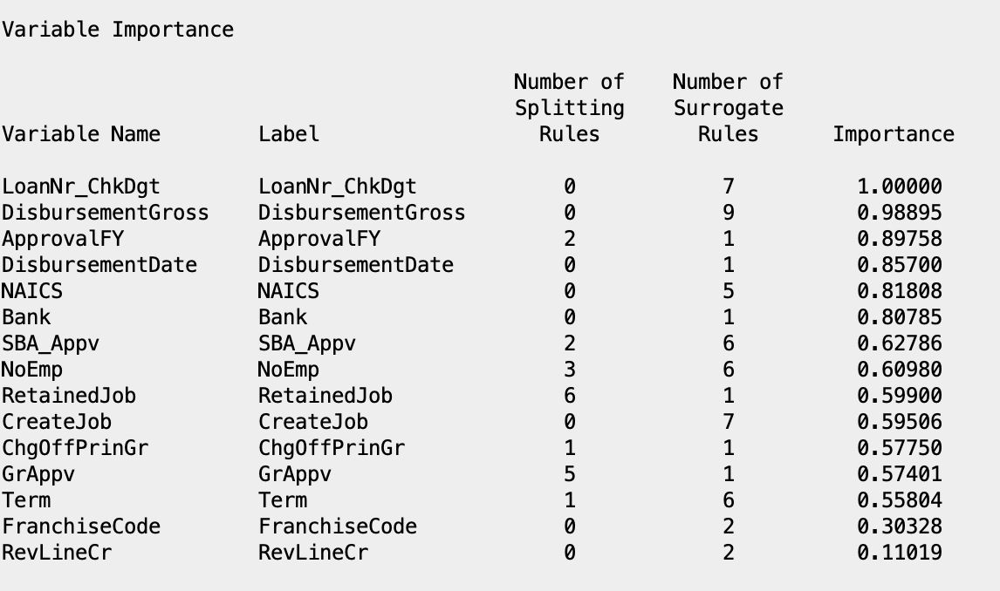 Variable Importance
Number of Number of
Splitting Surrogate
Variable Name Label Rules Rules Importance
LoanNr_ChkDgt LoanNr_ChkDgt 0 7 1.00000
DisbursementGross DisbursementGross 0 9 0.98895
ApprovalFY ApprovalFY 2 1 0.89758
DisbursementDate DisbursementDate 0 1 0.85700
NAICS NAICS 0 5 0.81808
Bank Bank 0 1 0.80785
SBA_Appv SBA_Appv 2 6 0.62786
NoEmp NoEmp 3 6 0.60980
RetainedJob RetainedJob 6 1 0.59900
CreateJob CreateJob 0 7 0.59506
ChgOffPrinGr ChgOffPrinGr 1 1 0.57750
GrAppv GrAppv 5 1 0.57401
Term Term 1 6 0.55804
FranchiseCode FranchiseCode 0 2 0.30328
RevLineCr RevLineCr 0 2 0.11019